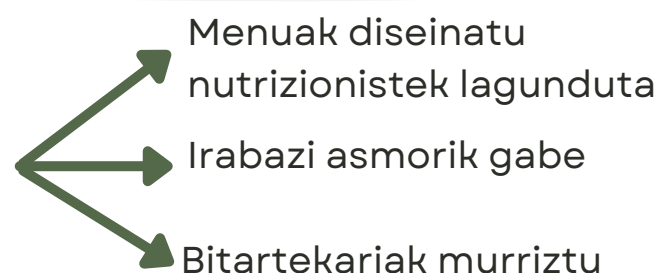 Menuak diseinatu
nutrizionistek lagunduta
Irabazi asmorik gabe
Bitartekariak murriztu